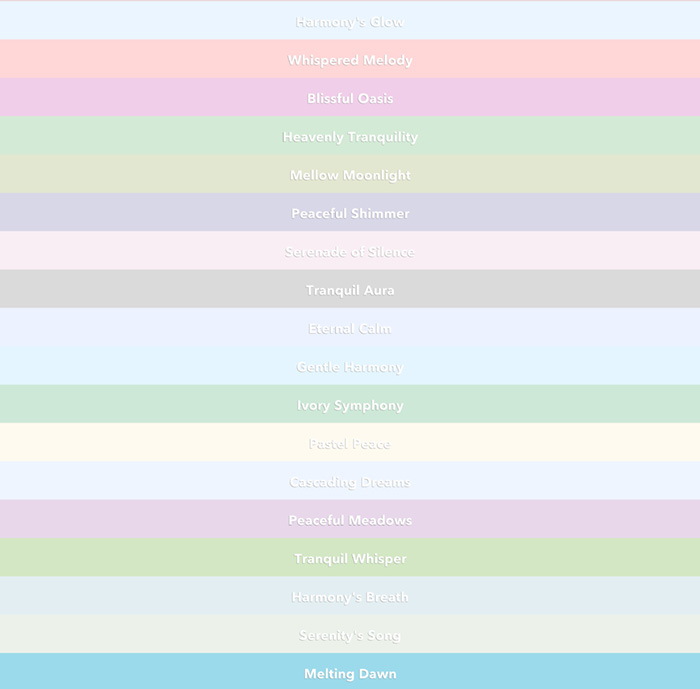 Harmony's Glow
Whispered Melody
Blissful Oasis
Heavenly Tranquility
Mellow Moonlight
Peaceful Shimmer
Serenade of Silence
Tranquil Aura
Eternal Calm
Gentle Harmony
Ivory Symphony
Pastel Peace
Cascading Dreams
Peaceful Meadows
Tranquil Whisper
Harmony's Breath
Serenity's Song
Melting Dawn